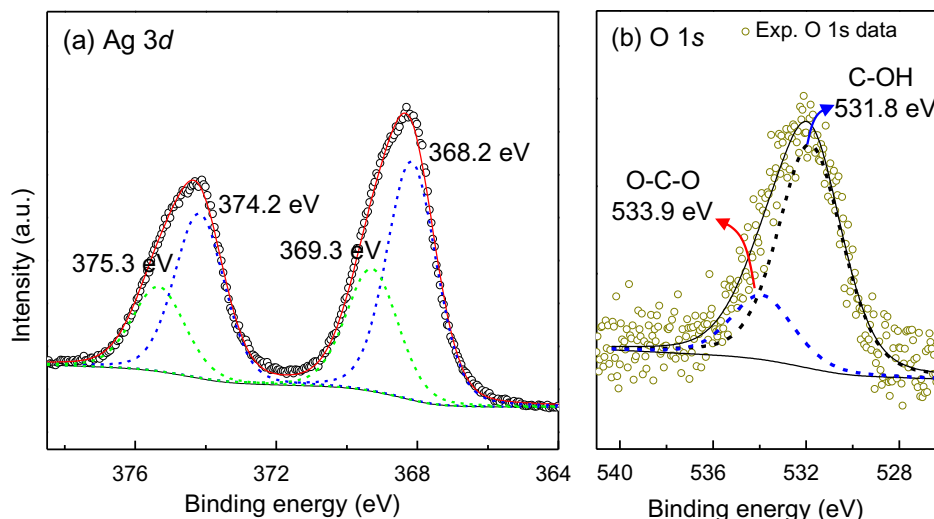 (a) Ag 3d
368.2 eV
374.2 eV
369.3 eV
375.3 eV
Intensity (a.u.)
376
372
368
364
Binding energy (eV)
(b) O 1s
Exp. O 1s data
C-OH
531.8 eV
O-C-O
533.9 eV
540
536
532
528
Binding energy (eV)